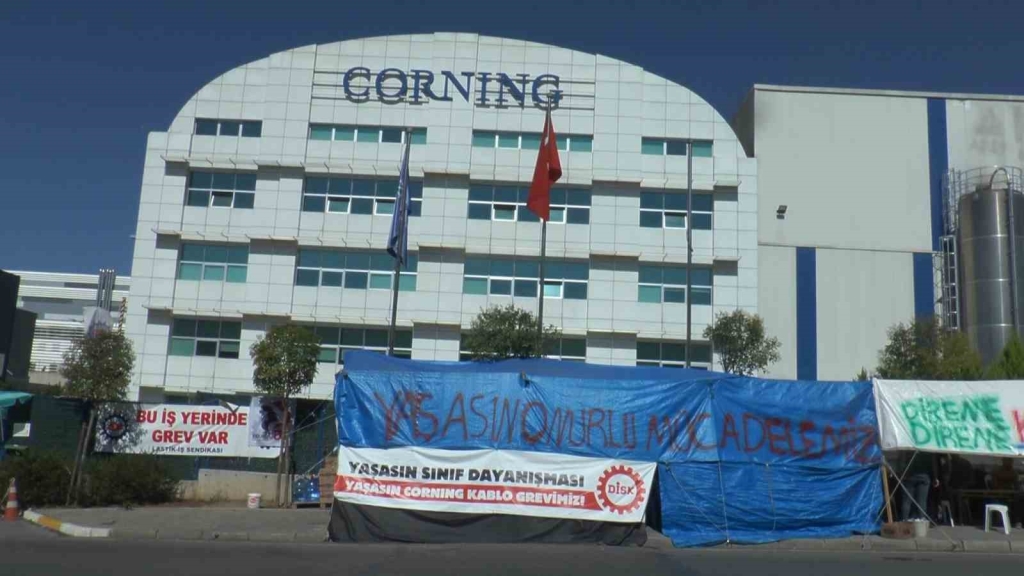 CORNING
BU İŞ YERİNDE
GREV VAR
LASTİK-İŞ SENDİKASI
YAŞASIN ONURLU MÜCADELEMİZ
YAŞASIN SINIF DAYANIŞMASI
YAŞASIN CORNING KABLO GREVİMİZ!
DİSK
DİRENE
DİRENE